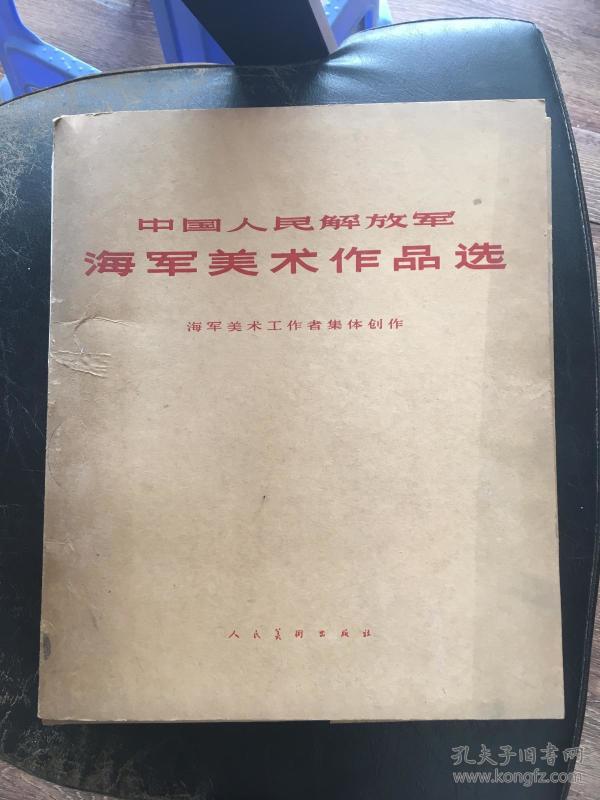 中国人民解放军
海军美术作品选
海军美术工作者集体创作
人民美術出版社
孔夫子旧书网
www.kongfz.com